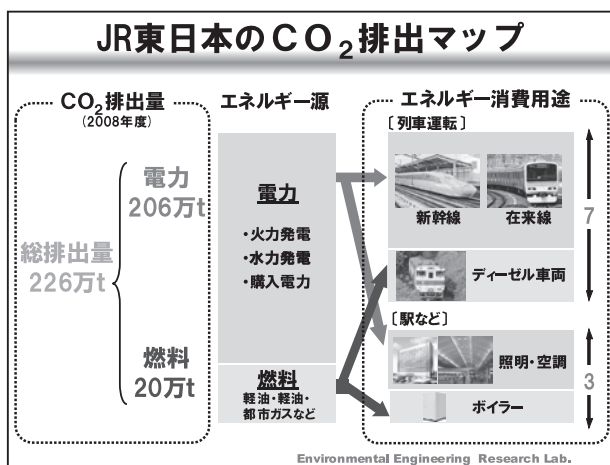 JR東日本のCO₂排出マップ
CO₂排出量
(2008年度)
総排出量
226万t
電力
206万t
燃料
20万t
エネルギー源
電力
・火力発電
・水力発電
・購入電力
燃料
軽油・軽油・
都市ガスなど
エネルギー消費用途
〔列車運転〕
新幹線
在来線
ディーゼル車両
7
〔駅など〕
照明・空調
ボイラー
3
Environmental Engineering Research Lab.